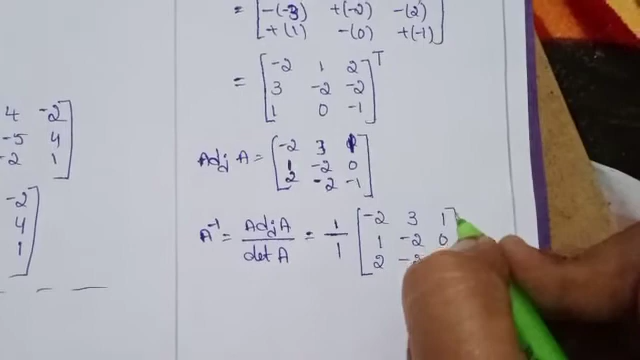 4 -2
-5 4
-2 1
-2
4
1
= -(-3) +(-2) -(2)
+(1) -(0) +(-1)
= [-2 1 2
3 -2 -2
1 0 -1]ᵀ
Adj A = [-2 3 1
1 -2 0
2 -2 -1]
A⁻¹ = Adj A / det A = 1/1 [-2 3 1
1 -2 0
2 -2